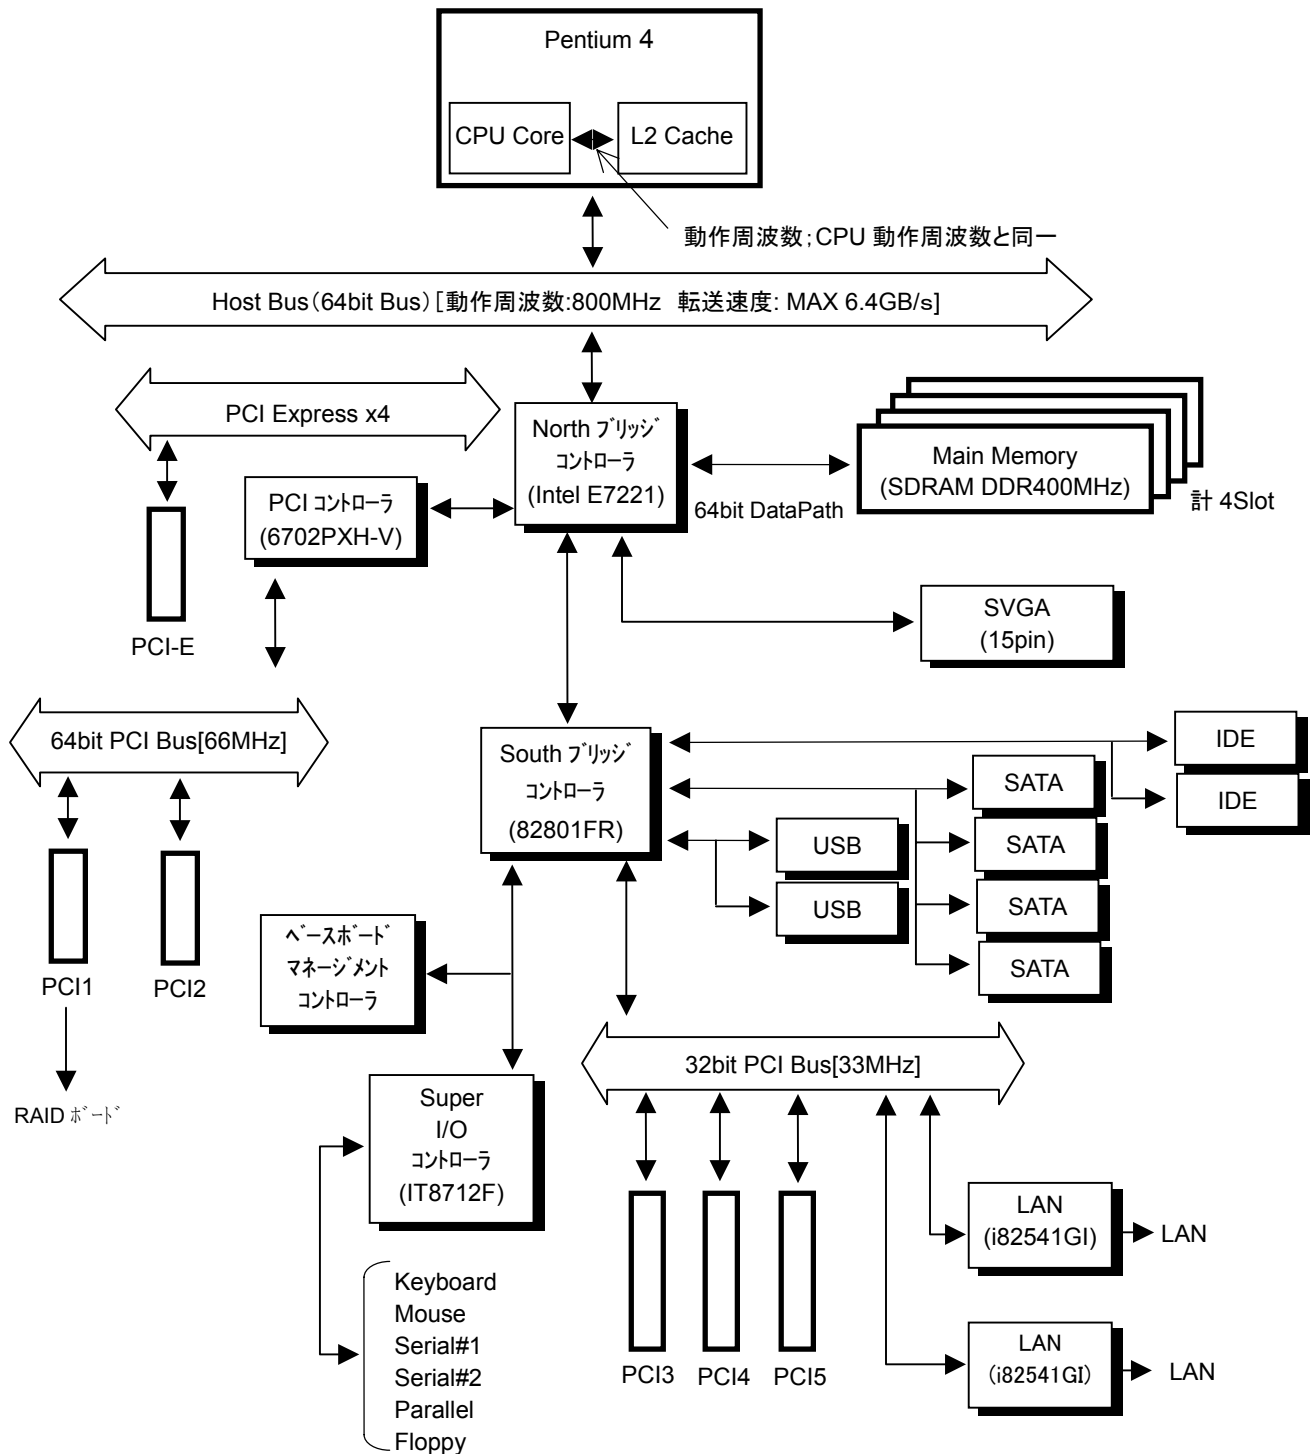 Pentium 4
CPU Core
L2 Cache
動作周波数;CPU 動作周波数と同一
Host Bus（64bit Bus）[動作周波数:800MHz 転送速度: MAX 6.4GB/s]
PCI Express x4
North ﾌﾞﾘｯｼﾞ
ｺﾝﾄﾛｰﾗ
(Intel E7221)
Main Memory
(SDRAM DDR400MHz)
64bit DataPath
計 4Slot
PCI ｺﾝﾄﾛｰﾗ
(6702PXH-V)
PCI-E
SVGA
(15pin)
64bit PCI Bus[66MHz]
South ﾌﾞﾘｯｼﾞ
ｺﾝﾄﾛｰﾗ
(82801FR)
IDE
IDE
SATA
SATA
SATA
SATA
USB
USB
PCI1
PCI2
ﾍﾞｰｽﾎﾞｰﾄﾞ
ﾏﾈｰｼﾞﾒﾝﾄ
ｺﾝﾄﾛｰﾗ
RAID ﾎﾞｰﾄﾞ
32bit PCI Bus[33MHz]
Super
I/O
ｺﾝﾄﾛｰﾗ
(IT8712F)
LAN
(i82541GI)
LAN
LAN
(i82541GI)
LAN
PCI3
PCI4
PCI5
Keyboard
Mouse
Serial#1
Serial#2
Parallel
Floppy